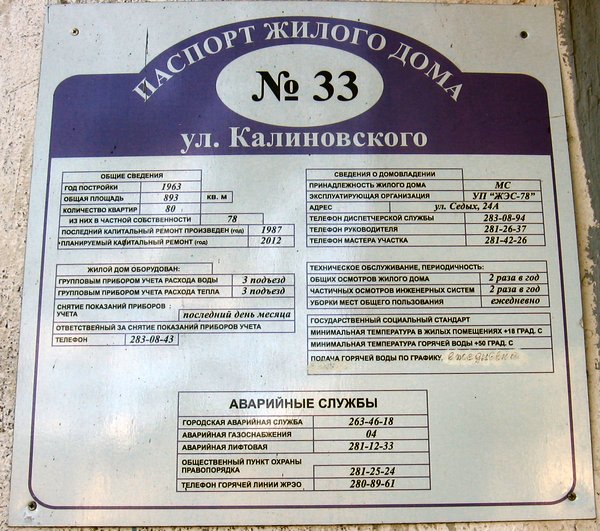 ПАСПОРТ ЖИЛОГО ДОМА
№ 33
ул. Калиновского
ОБЩИЕ СВЕДЕНИЯ
ГОД ПОСТРОЙКИ 1963
ОБЩАЯ ПЛОЩАДЬ 893 КВ. М
КОЛИЧЕСТВО КВАРТИР 80
ИЗ НИХ В ЧАСТНОЙ СОБСТВЕННОСТИ 78
ПОСЛЕДНИЙ КАПИТАЛЬНЫЙ РЕМОНТ ПРОИЗВЕДЕН (год) 1987
ПЛАНИРУЕМЫЙ КАПИТАЛЬНЫЙ РЕМОНТ (год) 2012
СВЕДЕНИЯ О ДОМОВЛАДЕНИИ
ПРИНАДЛЕЖНОСТЬ ЖИЛОГО ДОМА МС
ЭКСПЛУАТИРУЮЩАЯ ОРГАНИЗАЦИЯ УП "ЖЭС-78"
АДРЕС ул. Седых, 24А
ТЕЛЕФОН ДИСПЕТЧЕРСКОЙ СЛУЖБЫ 283-08-94
ТЕЛЕФОН РУКОВОДИТЕЛЯ 281-26-37
ТЕЛЕФОН МАСТЕРА УЧАСТКА 281-42-26
ЖИЛОЙ ДОМ ОБОРУДОВАН:
ГРУППОВЫМ ПРИБОРОМ УЧЕТА РАСХОДА ВОДЫ 3 подъезд
ГРУППОВЫМ ПРИБОРОМ УЧЕТА РАСХОДА ТЕПЛА 3 подъезд
СНЯТИЕ ПОКАЗАНИЙ ПРИБОРОВ
УЧЕТА последний день месяца
ОТВЕТСТВЕННЫЙ ЗА СНЯТИЕ ПОКАЗАНИЙ ПРИБОРОВ УЧЕТА
ТЕЛЕФОН 283-08-43
ТЕХНИЧЕСКОЕ ОБСЛУЖИВАНИЕ, ПЕРИОДИЧНОСТЬ:
ОБЩИХ ОСМОТРОВ ЖИЛОГО ДОМА 2 раза в год
ЧАСТИЧНЫХ ОСМОТРОВ ИНЖЕНЕРНЫХ СИСТЕМ 2 раза в год
УБОРКИ МЕСТ ОБЩЕГО ПОЛЬЗОВАНИЯ ежедневно
ГОСУДАРСТВЕННЫЙ СОЦИАЛЬНЫЙ СТАНДАРТ
МИНИМАЛЬНАЯ ТЕМПЕРАТУРА В ЖИЛЫХ ПОМЕЩЕНИЯХ +18 ГРАД. С
МИНИМАЛЬНАЯ ТЕМПЕРАТУРА ГОРЯЧЕЙ ВОДЫ +50 ГРАД. С
ПОДАЧА ГОРЯЧЕЙ ВОДЫ ПО ГРАФИКУ
АВАРИЙНЫЕ СЛУЖБЫ
ГОРОДСКАЯ АВАРИЙНАЯ СЛУЖБА 263-46-18
АВАРИЙНАЯ ГАЗОСНАБЖЕНИЯ 04
АВАРИЙНАЯ ЛИФТОВАЯ 281-12-33
ОБЩЕСТВЕННЫЙ ПУНКТ ОХРАНЫ
ПРАВОПОРЯДКА 281-25-24
ТЕЛЕФОН ГОРЯЧЕЙ ЛИНИИ ЖРЭО 280-89-61